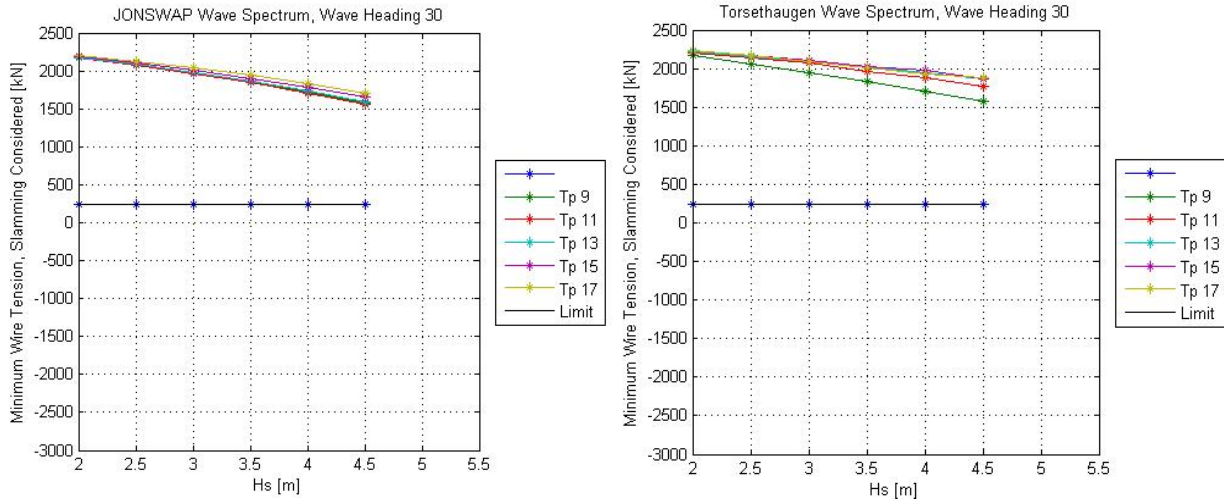 JONSWAP Wave Spectrum, Wave Heading 30
Minimum Wire Tension, Slamming Considered [kN]
2500
2000
1500
1000
500
0
-500
-1000
-1500
-2000
-2500
-3000
2 2.5 3 3.5 4 4.5 5 5.5
Hs [m]
Tp 9
Tp 11
Tp 13
Tp 15
Tp 17
Limit
Torsethaugen Wave Spectrum, Wave Heading 30
Minimum Wire Tension, Slamming Considered [kN]
2500
2000
1500
1000
500
0
-500
-1000
-1500
-2000
-2500
-3000
2 2.5 3 3.5 4 4.5 5 5.5
Hs [m]
Tp 9
Tp 11
Tp 13
Tp 15
Tp 17
Limit